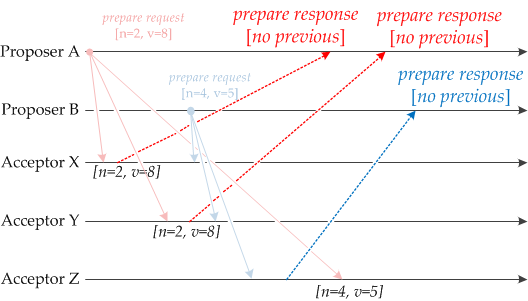 prepare response
[no previous]
prepare response
[no previous]
prepare request
[n=2, v=8]
Proposer A
prepare request
[n=4, v=5]
prepare response
[no previous]
Proposer B
Acceptor X
[n=2, v=8]
Acceptor Y
[n=2, v=8]
Acceptor Z
[n=4, v=5]